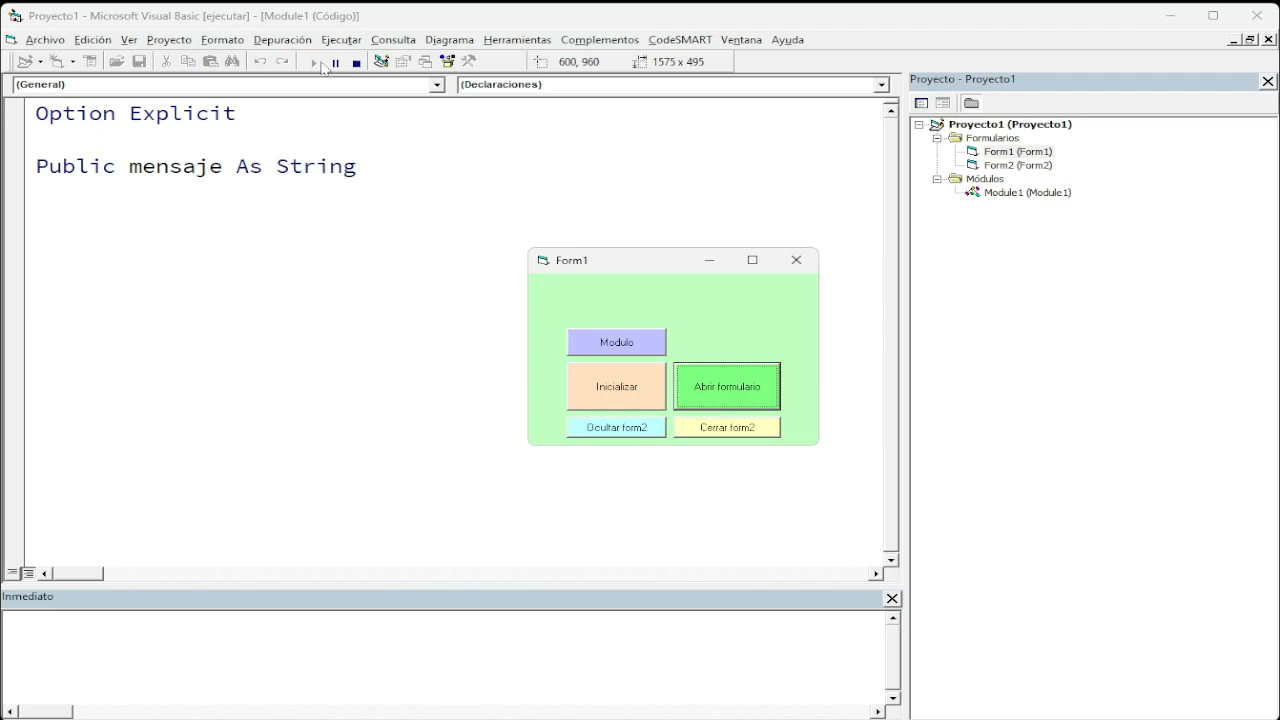 Proyecto1 - Microsoft Visual Basic [ejecutar] - [Module1 (Código)]
Archivo Edición Ver Proyecto Formato Depuración Ejecutar Consulta Diagrama Herramientas Complementos CodeSMART Ventana Ayuda
600, 960 1575 x 495
(General) (Declaraciones)
Option Explicit
Public mensaje As String
Form1
Modulo
Inicializar Abrir formulario
Ocultar form2 Cerrar form2
Inmediato
Proyecto - Proyecto1
Proyecto1 (Proyecto1)
Formularios
Form1 (Form1)
Form2 (Form2)
Módulos
Module1 (Module1)